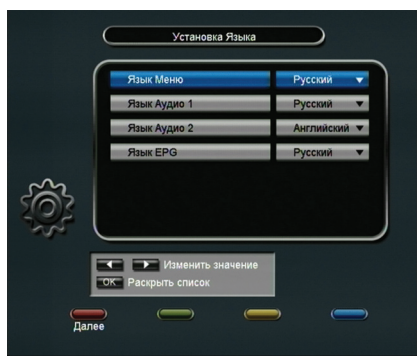 Установка Языка
Язык Меню Русский
Язык Аудио 1 Русский
Язык Аудио 2 Английский
Язык EPG Русский
Изменить значение
OK Раскрыть список
Далее